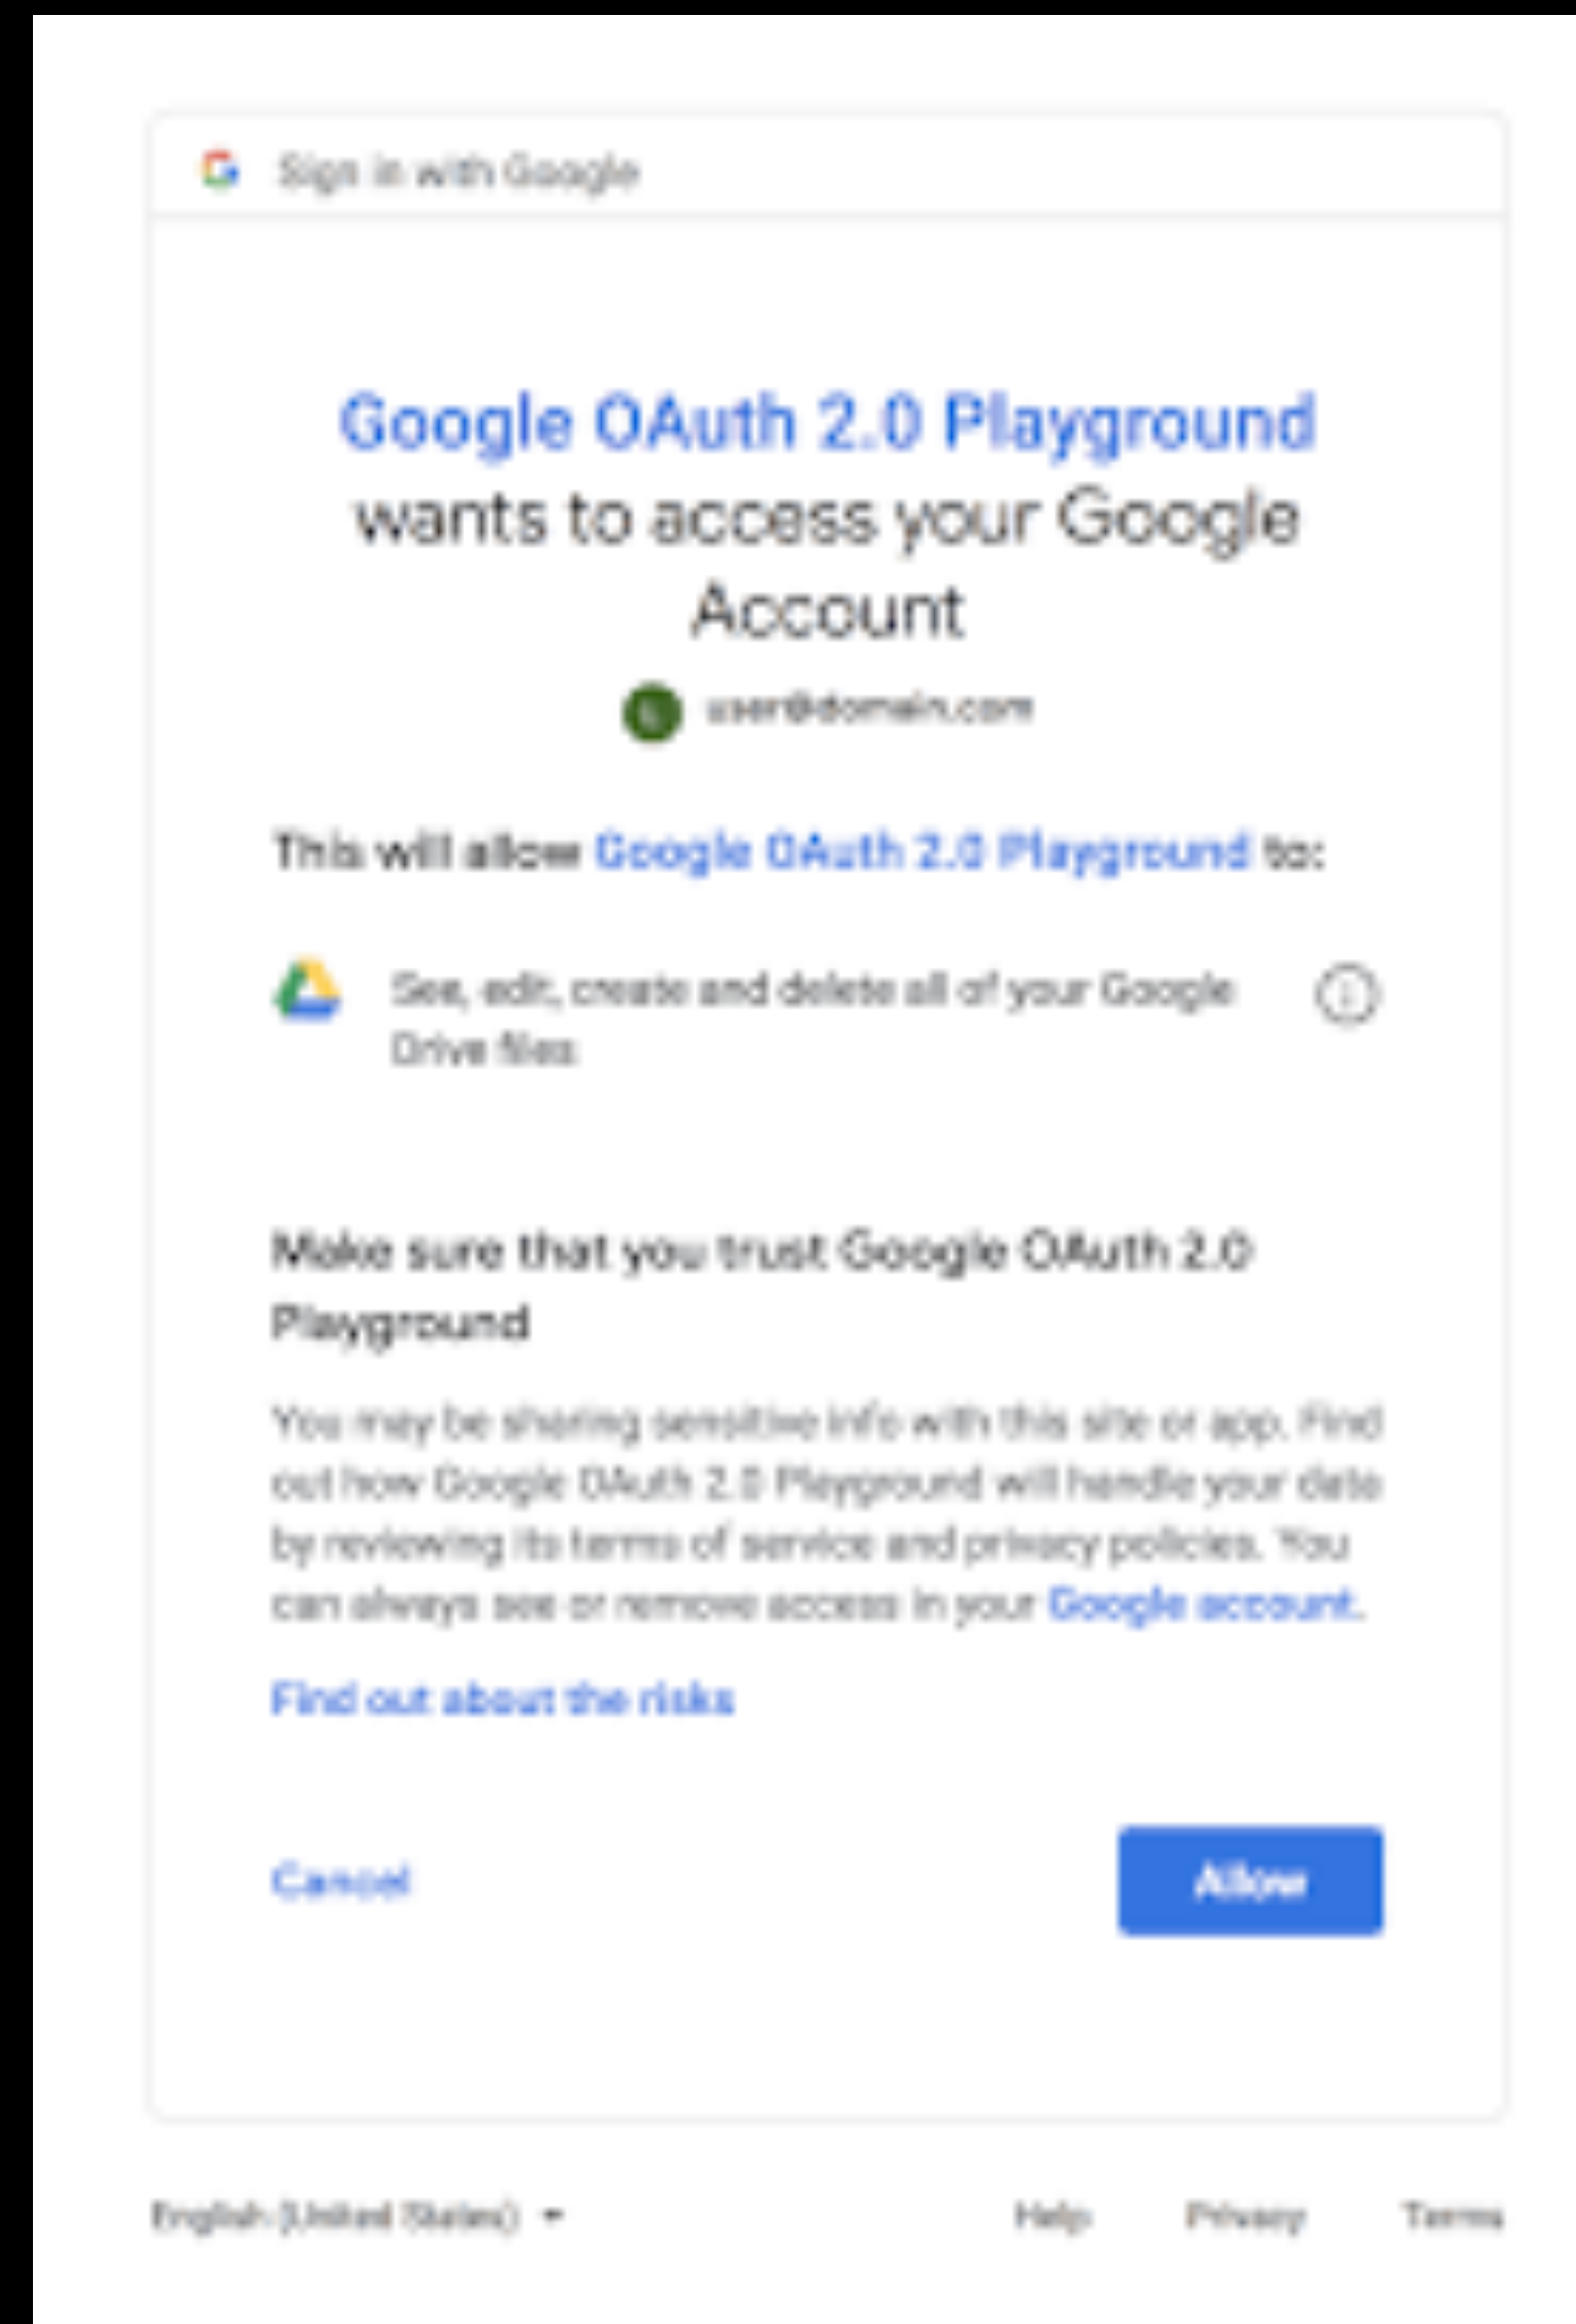 Sign in with Google
Google OAuth 2.0 Playground
wants to access your Google
Account
user@domain.com
This will allow Google OAuth 2.0 Playground to:
See, edit, create and delete all of your Google
Drive files
Make sure that you trust Google OAuth 2.0
Playground
You may be sharing sensitive info with this site or app. Find
out how Google OAuth 2.0 Playground will handle your data
by reviewing its terms of service and privacy policies. You
can always see or remove access in your Google account.
Find out about the risks
Cancel
Allow
English (United States)
Help Privacy Terms